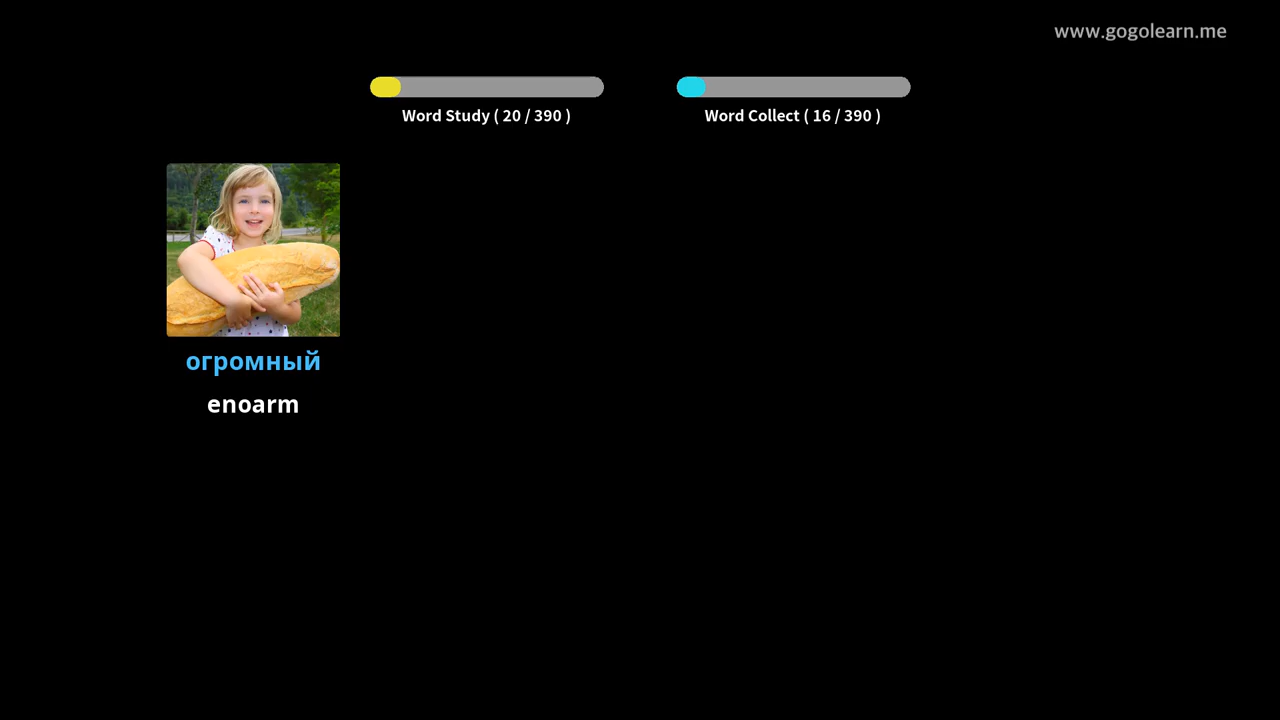 www.gogolearn.me
Word Study ( 20 / 390 )
Word Collect ( 16 / 390 )
огромный
enoarm